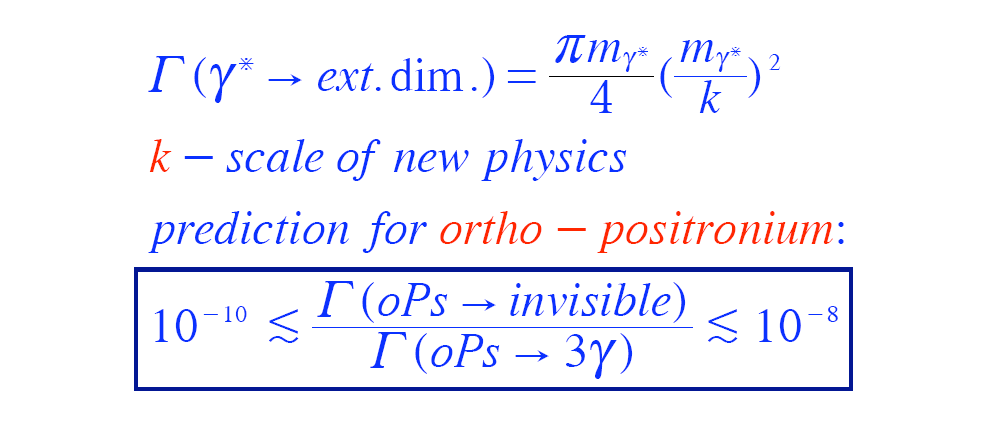 Γ(γ* → ext. dim.) = πm_γ*/4 (m_γ*/k)²
k – scale of new physics
prediction for ortho – positronium:
10⁻¹⁰ ≲ Γ(oPs → invisible)/Γ(oPs → 3γ) ≲ 10⁻⁸